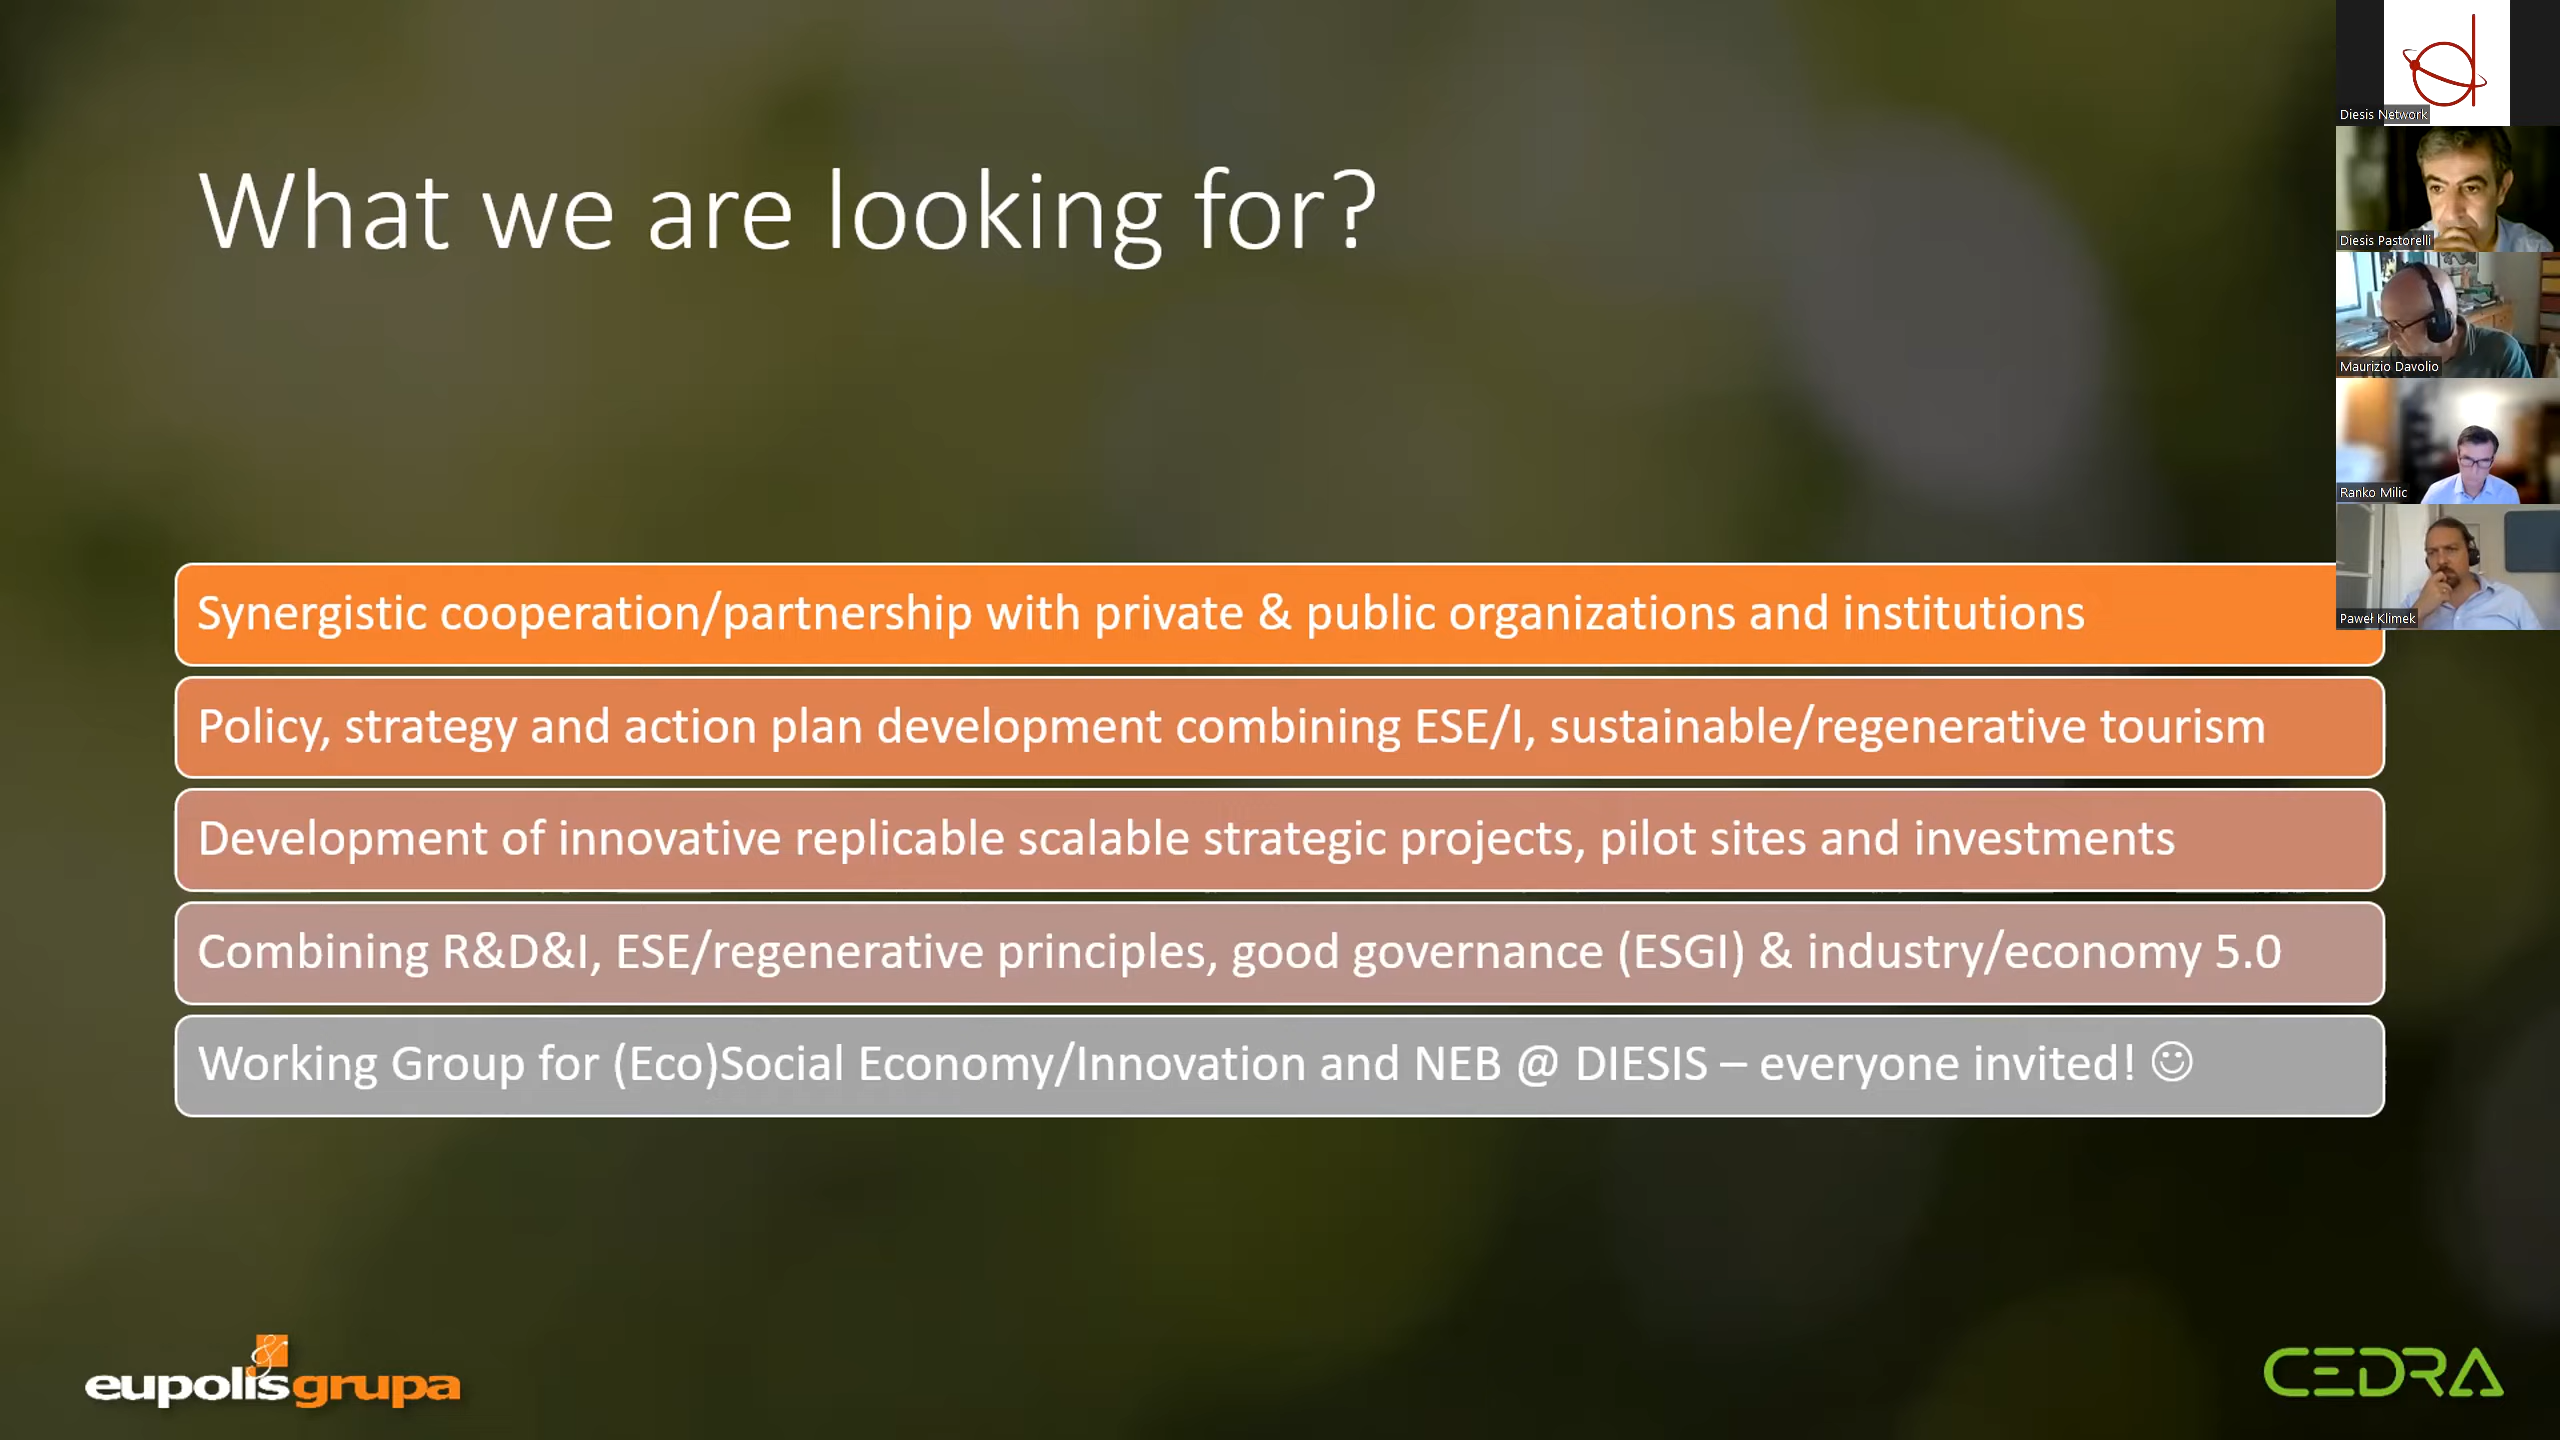 What we are looking for?
Synergistic cooperation/partnership with private & public organizations and institutions
Policy, strategy and action plan development combining ESE/I, sustainable/regenerative tourism
Development of innovative replicable scalable strategic projects, pilot sites and investments
Combining R&D&I, ESE/regenerative principles, good governance (ESGI) & industry/economy 5.0
Working Group for (Eco)Social Economy/Innovation and NEB @ DIESIS – everyone invited! ☺
eupolisgrupa
CEDRA
Diesis Network
Diesis Pastorelli
Maurizio Davolio
Ranko Milic
Paweł Klimek